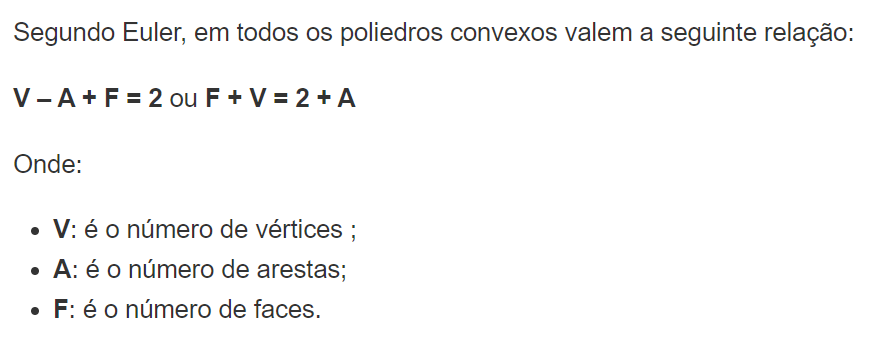 Segundo Euler, em todos os poliedros convexos valem a seguinte relação:
V – A + F = 2 ou F + V = 2 + A
Onde:
• V: é o número de vértices ;
• A: é o número de arestas;
• F: é o número de faces.